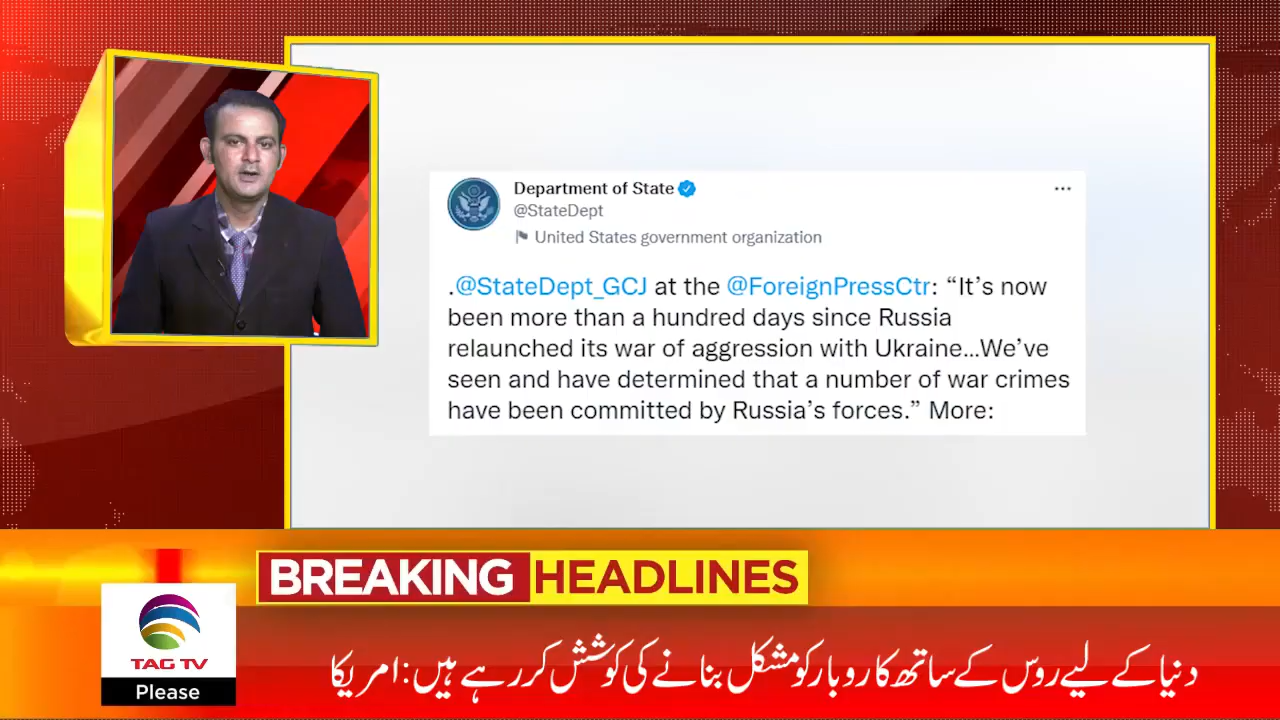 Department of State
@StateDept
United States government organization
.@StateDept_GCJ at the @ForeignPressCtr: “It’s now
been more than a hundred days since Russia
relaunched its war of aggression with Ukraine...We’ve
seen and have determined that a number of war crimes
have been committed by Russia’s forces.” More:
BREAKING HEADLINES
TAG TV
Please
دنیا کے لیے روس کے ساتھ کاروبار کو مشکل بنانے کی کوشش کر رہے ہیں: امریکا